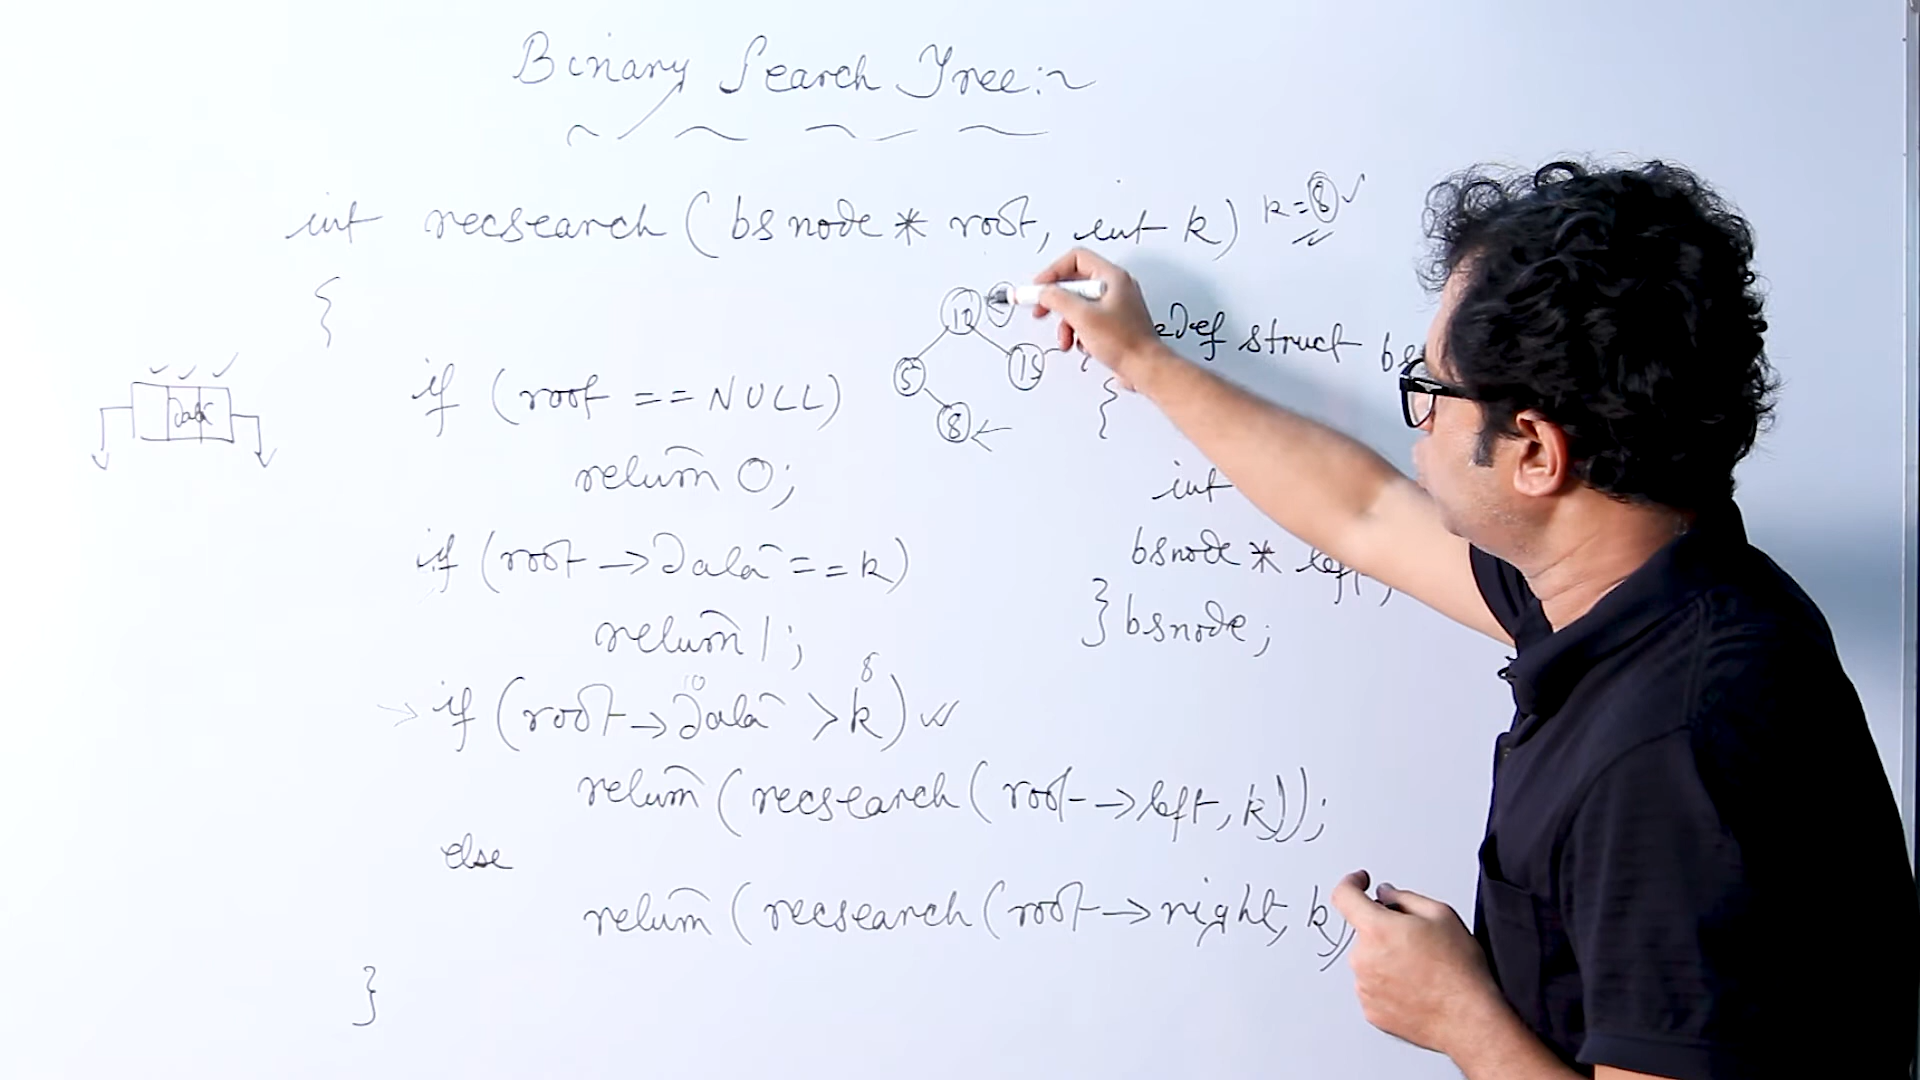 Binary Search Tree:~
int recsearch (bsnode * root, int k) k = 8 ✓
{
10
5 15
8 ←
Data
if (root == NULL)
return 0;
if (root → Data == k)
return 1;
10 8
if (root → Data > k)
return (recsearch (root → left, k));
else
return (recsearch (root → right, k)
}
struct
{
int
bsnode * left,
} bsnode;